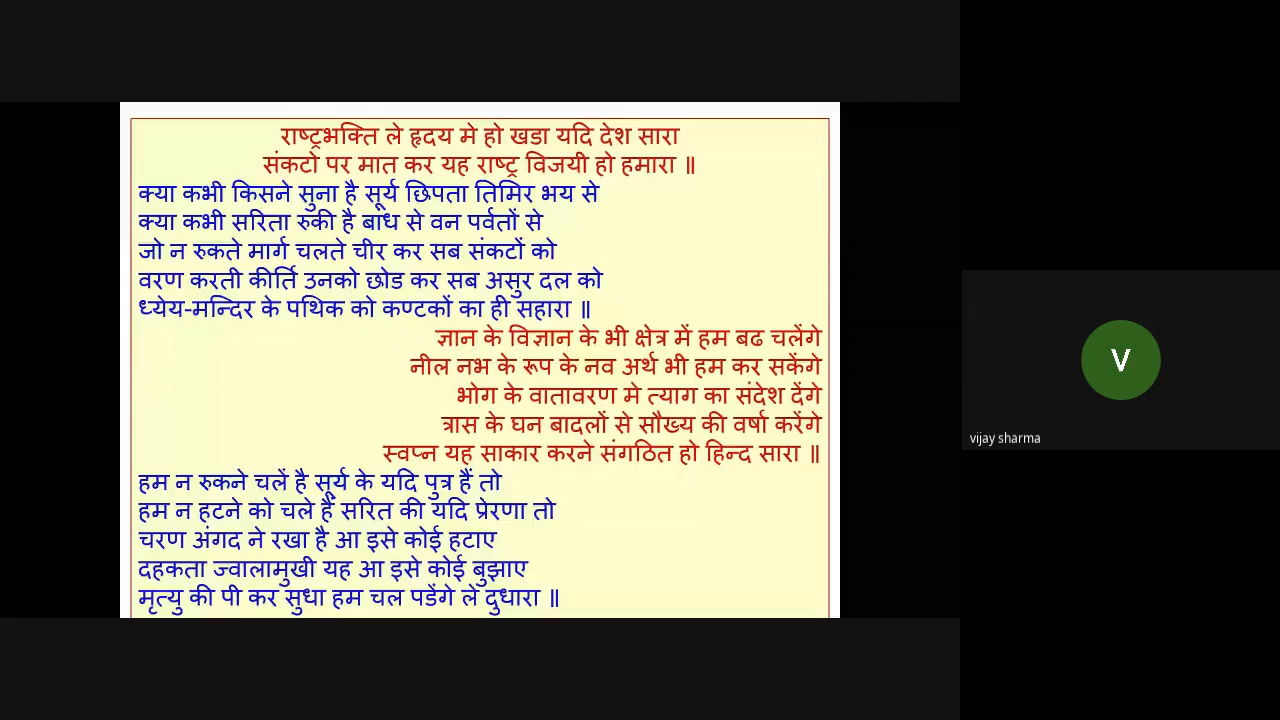 राष्ट्रभक्ति ले हृदय मे हो खडा यदि देश सारा
संकटो पर मात कर यह राष्ट्र विजयी हो हमारा ॥
क्या कभी किसने सुना है सूर्य छिपता तिमिर भय से
क्या कभी सरिता रुकी है बांध से वन पर्वतों से
जो न रुकते मार्ग चलते चीर कर सब संकटों को
वरण करती कीर्ति उनको छोड कर सब असुर दल को
ध्येय-मन्दिर के पथिक को कण्टकों का ही सहारा ॥
ज्ञान के विज्ञान के भी क्षेत्र में हम बढ चलेंगे
नील नभ के रूप के नव अर्थ भी हम कर सकेंगे
भोग के वातावरण मे त्याग का संदेश देंगे
त्रास के घन बादलों से सौख्य की वर्षा करेंगे
स्वप्न यह साकार करने संगठित हो हिन्द सारा ॥
हम न रुकने चलें है सूर्य के यदि पुत्र हैं तो
हम न हटने को चले हैं सरित की यदि प्रेरणा तो
चरण अंगद ने रखा है आ इसे कोई हटाए
दहकता ज्वालामुखी यह आ इसे कोई बुझाए
मृत्यु की पी कर सुधा हम चल पडेंगे ले दुधारा ॥
V
vijay sharma